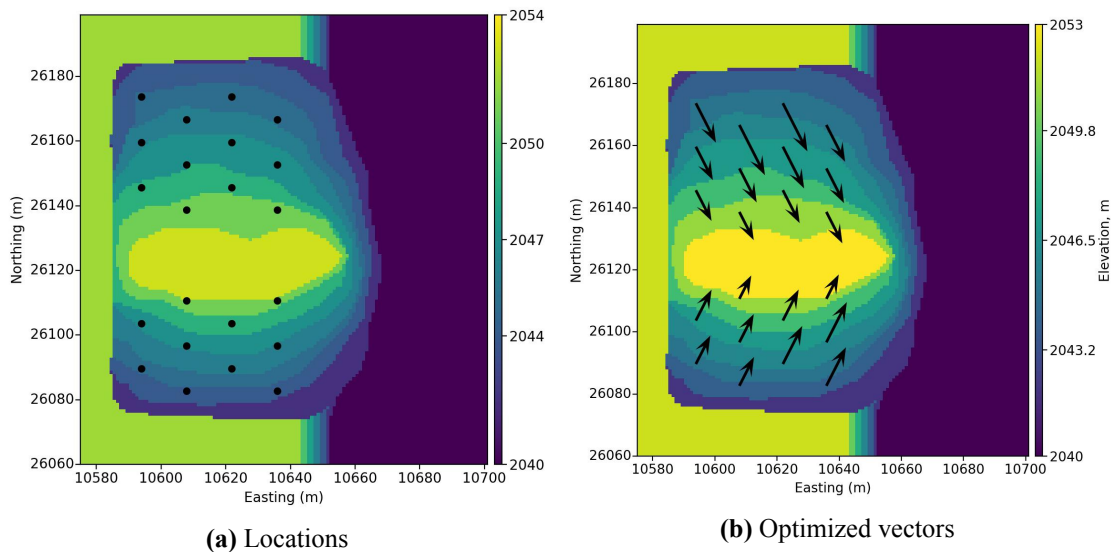 2054
26180
26160
26140
26120
26100
26080
26060
Northing (m)
10580 10600 10620 10640 10660 10680 10700
Easting (m)
2050
2047
2044
2040
(a) Locations
2053
26180
26160
26140
26120
26100
26080
26060
Northing (m)
10580 10600 10620 10640 10660 10680 10700
Easting (m)
2049.8
2046.5
2043.2
2040
Elevation, m
(b) Optimized vectors